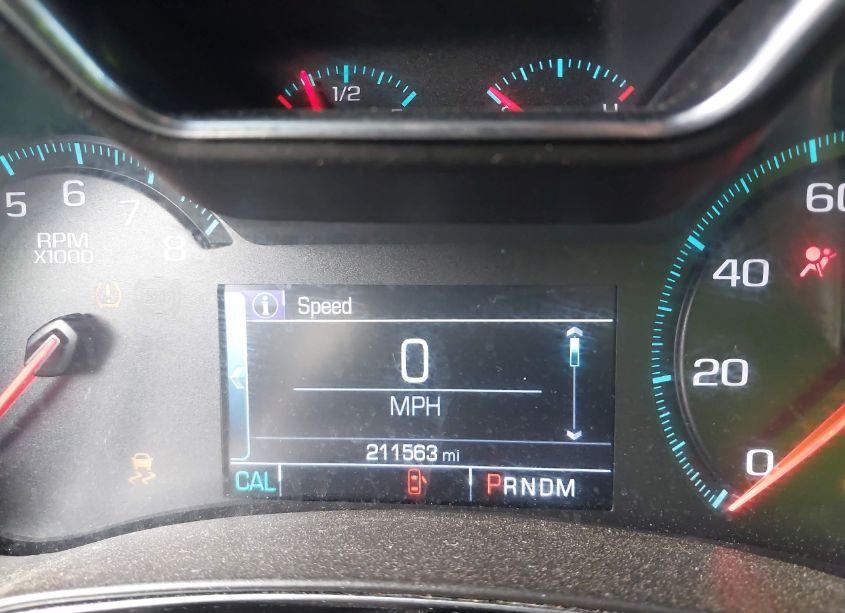 1/2
H
5
6
7
8
RPM
X1000
i Speed
0
MPH
211563 mi
CAL
PRNDM
60
40
20
0